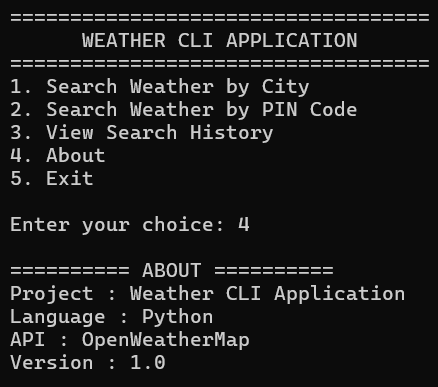 ===================================
WEATHER CLI APPLICATION
===================================
1. Search Weather by City
2. Search Weather by PIN Code
3. View Search History
4. About
5. Exit
Enter your choice: 4
========== ABOUT ==========
Project : Weather CLI Application
Language : Python
API : OpenWeatherMap
Version : 1.0